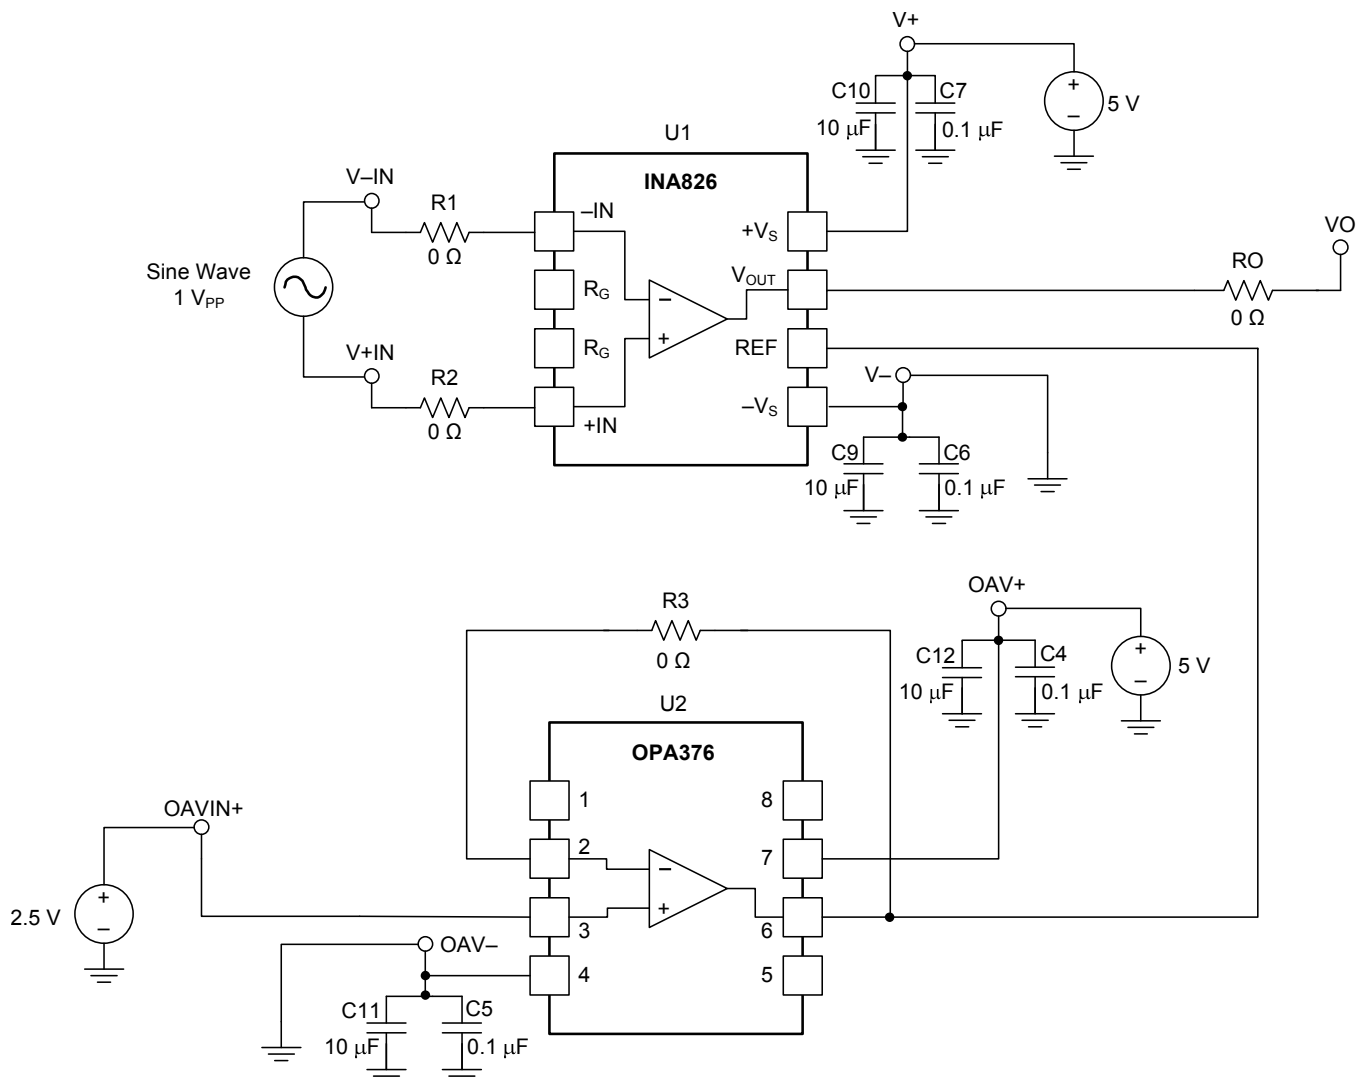 V+
C10
C7
10 μF
0.1 μF
5 V
U1
INA826
V–IN
R1
0 Ω
–IN
+VS
VO
Sine Wave
1 VPP
RG
VOUT
RO
0 Ω
RG
REF
V+IN
R2
0 Ω
+IN
V–
–VS
C9
C6
10 μF
0.1 μF
R3
0 Ω
OAV+
C12
C4
10 μF
0.1 μF
5 V
U2
OPA376
OAVIN+
1
8
2
7
2.5 V
3
6
OAV–
4
5
C11
C5
10 μF
0.1 μF